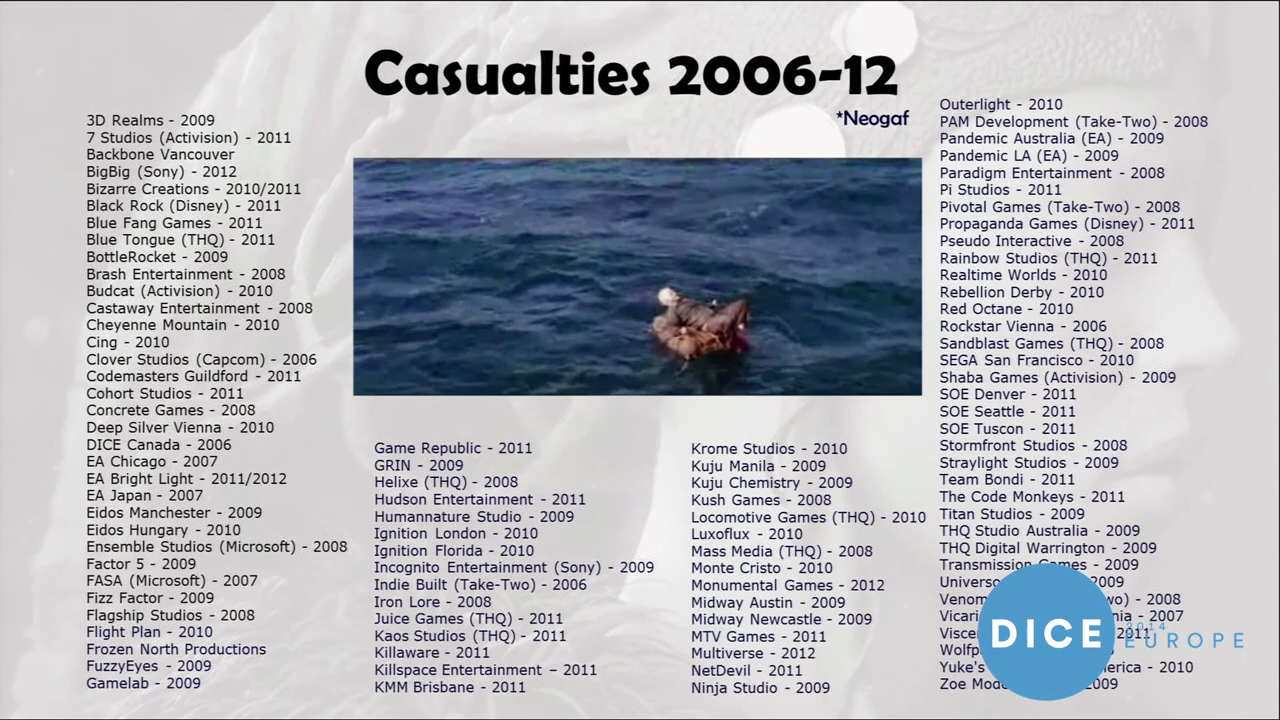 Casualties 2006-12
*Neogaf
3D Realms - 2009
7 Studios (Activision) - 2011
Backbone Vancouver
BigBig (Sony) - 2012
Bizarre Creations - 2010/2011
Black Rock (Disney) - 2011
Blue Fang Games - 2011
Blue Tongue (THQ) - 2011
BottleRocket - 2009
Brash Entertainment - 2008
Budcat (Activision) - 2010
Castaway Entertainment - 2008
Cheyenne Mountain - 2010
Cing - 2010
Clover Studios (Capcom) - 2006
Codemasters Guildford - 2011
Cohort Studios - 2011
Concrete Games - 2008
Deep Silver Vienna - 2010
DICE Canada - 2006
EA Chicago - 2007
EA Bright Light - 2011/2012
EA Japan - 2007
Eidos Manchester - 2009
Eidos Hungary - 2010
Ensemble Studios (Microsoft) - 2008
Factor 5 - 2009
FASA (Microsoft) - 2007
Fizz Factor - 2009
Flagship Studios - 2008
Flight Plan - 2010
Frozen North Productions
FuzzyEyes - 2009
Gamelab - 2009
Game Republic - 2011
GRIN - 2009
Helixe (THQ) - 2008
Hudson Entertainment - 2011
Humannature Studio - 2009
Ignition London - 2010
Ignition Florida - 2010
Incognito Entertainment (Sony) - 2009
Indie Built (Take-Two) - 2006
Iron Lore - 2008
Juice Games (THQ) - 2011
Kaos Studios (THQ) - 2011
Killaware - 2011
Killspace Entertainment – 2011
KMM Brisbane - 2011
Krome Studios - 2010
Kuju Manila - 2009
Kuju Chemistry - 2009
Kush Games - 2008
Locomotive Games (THQ) - 2010
Luxoflux - 2010
Mass Media (THQ) - 2008
Monte Cristo - 2010
Monumental Games - 2012
Midway Austin - 2009
Midway Newcastle - 2009
MTV Games - 2011
Multiverse - 2012
NetDevil - 2011
Ninja Studio - 2009
Outerlight - 2010
PAM Development (Take-Two) - 2008
Pandemic Australia (EA) - 2009
Pandemic LA (EA) - 2009
Paradigm Entertainment - 2008
Pi Studios - 2011
Pivotal Games (Take-Two) - 2008
Propaganda Games (Disney) - 2011
Pseudo Interactive - 2008
Rainbow Studios (THQ) - 2011
Realtime Worlds - 2010
Rebellion Derby - 2010
Red Octane - 2010
Rockstar Vienna - 2006
Sandblast Games (THQ) - 2008
SEGA San Francisco - 2010
Shaba Games (Activision) - 2009
SOE Denver - 2011
SOE Seattle - 2011
SOE Tuscon - 2011
Stormfront Studios - 2008
Straylight Studios - 2009
Team Bondi - 2011
The Code Monkeys - 2011
Titan Studios - 2009
THQ Studio Australia - 2009
THQ Digital Warrington - 2009
Transmission Games - 2009
2009
Venom - 2008
- 2007
2011
Yuke's - 2010
Zoe 2009
DICE
2014
EUROPE